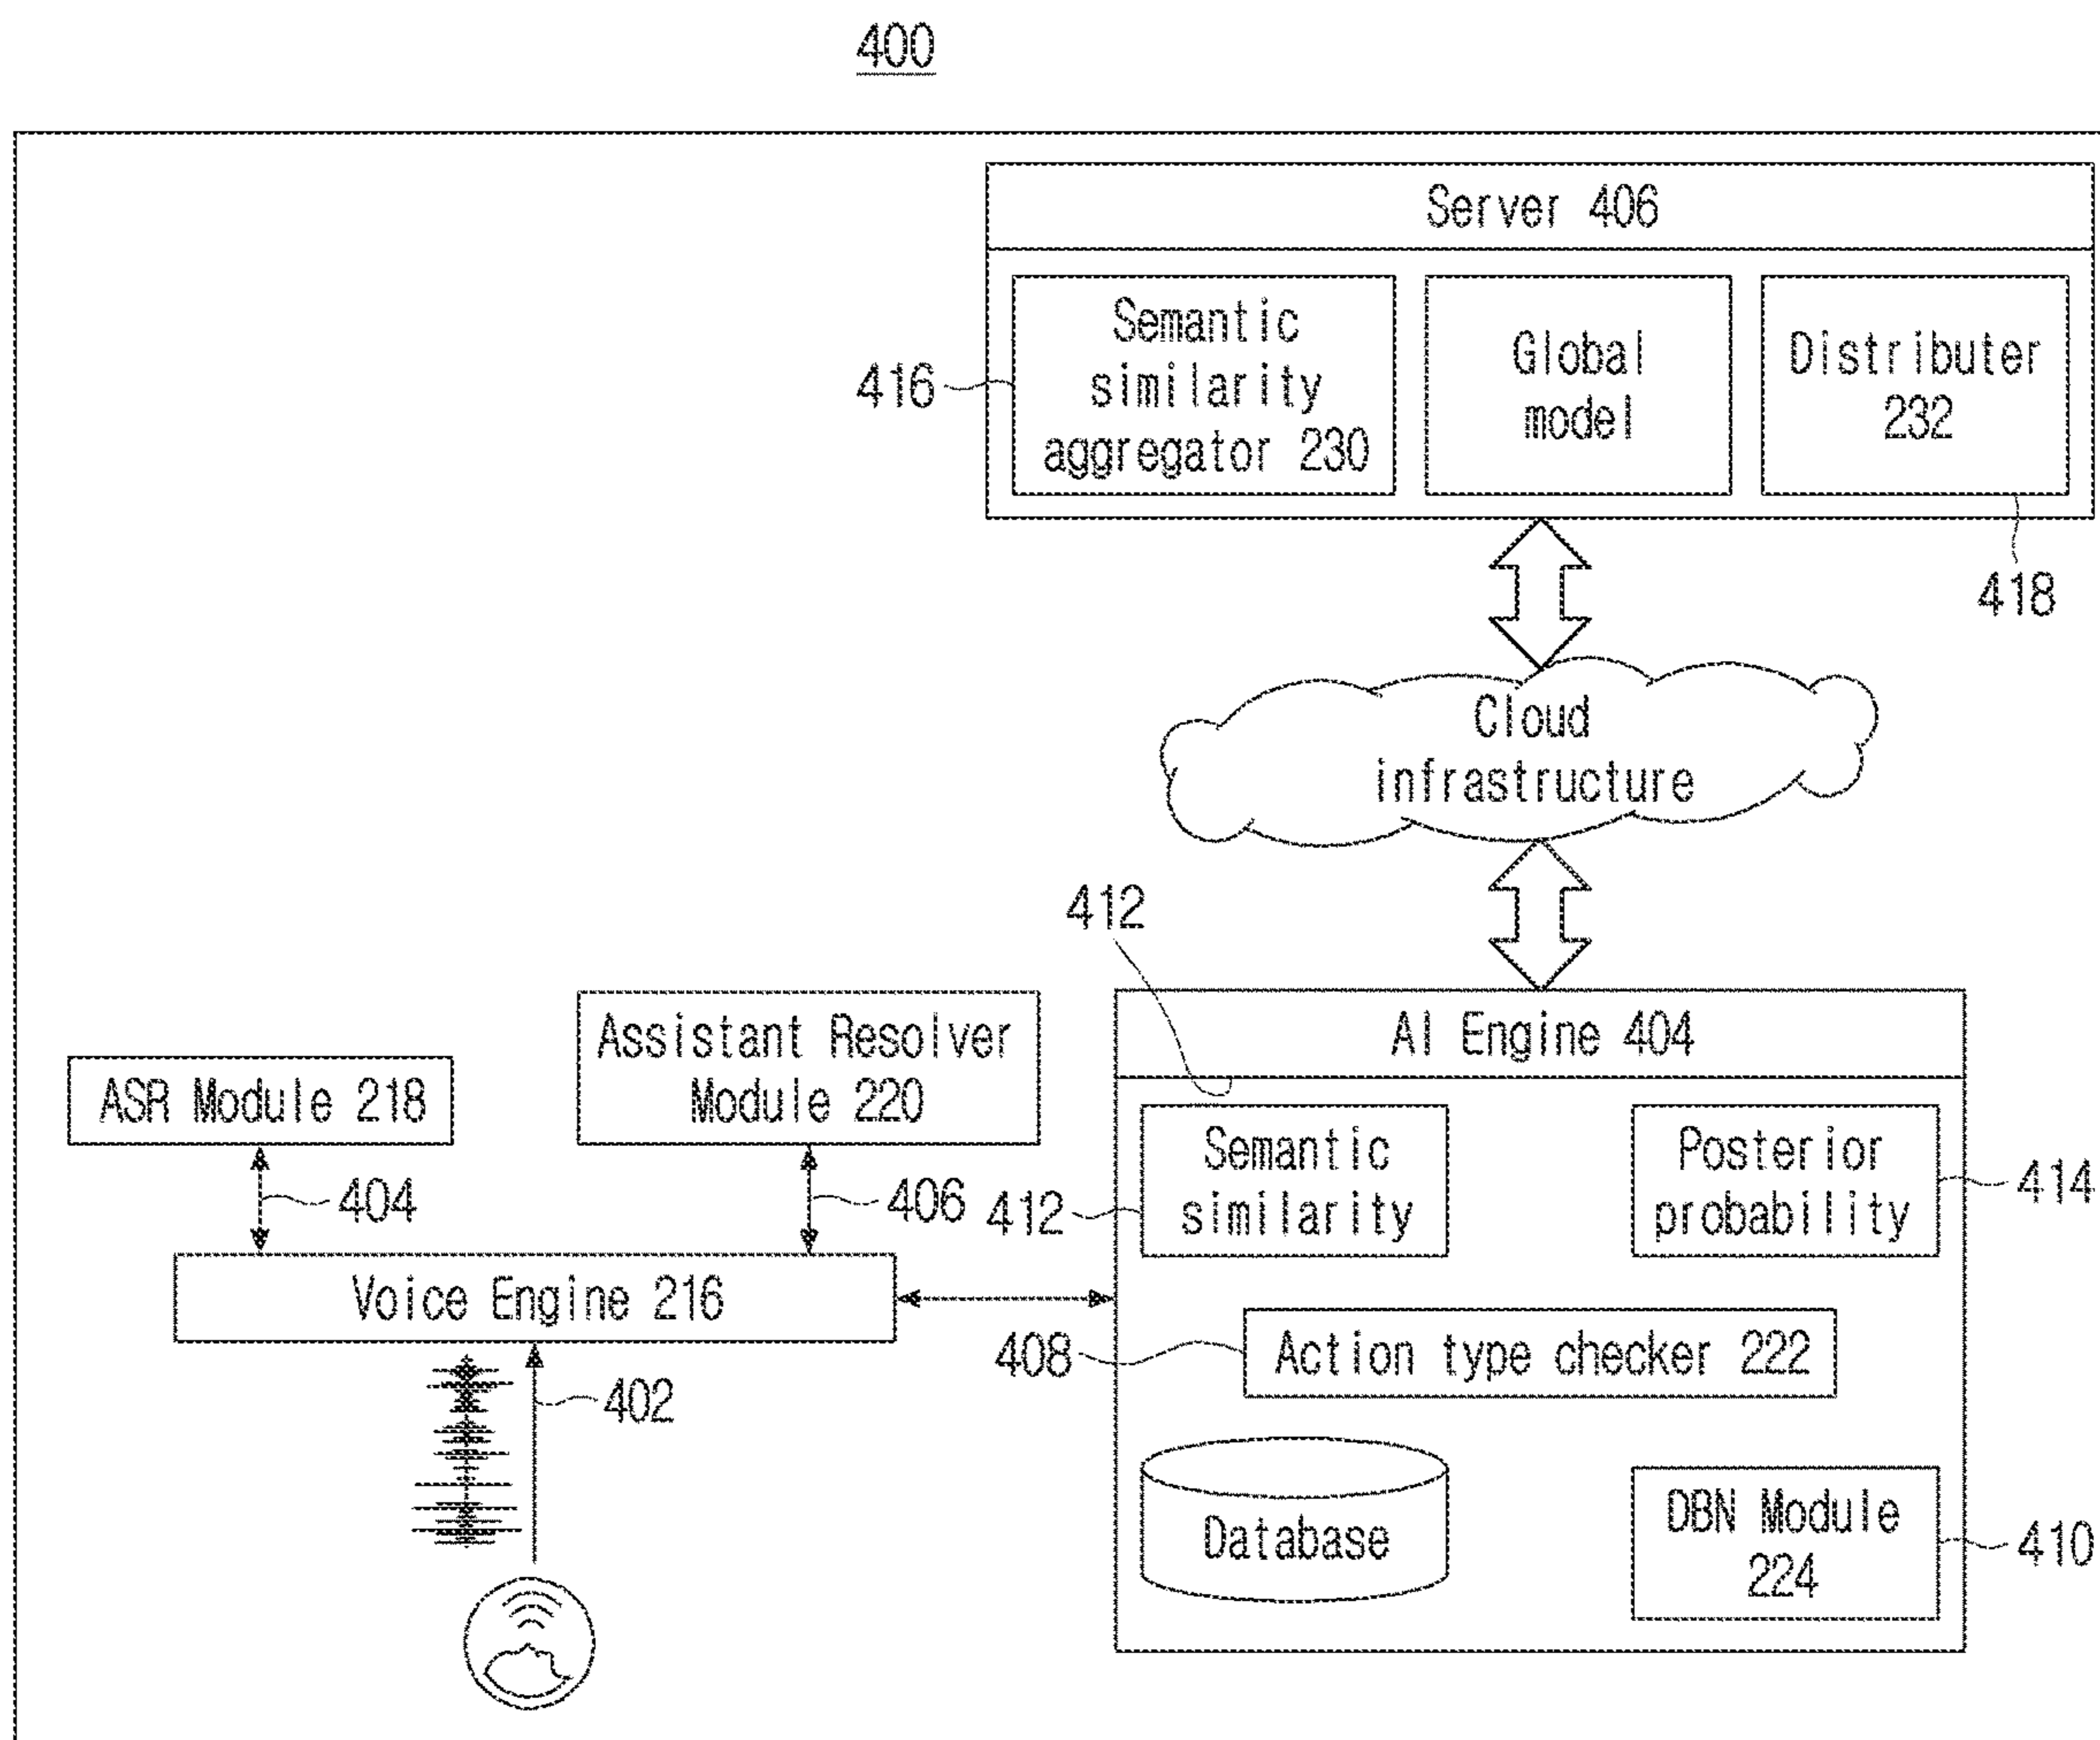 400
Server 406
Semantic
similarity
aggregator 230
Global
model
Distributer
232
416
418
Cloud
infrastructure
412
AI Engine 404
Assistant Resolver
Module 220
ASR Module 218
404
406
412
Semantic
similarity
Posterior
probability
414
Voice Engine 216
408
Action type checker 222
402
Database
DBN Module
224
410